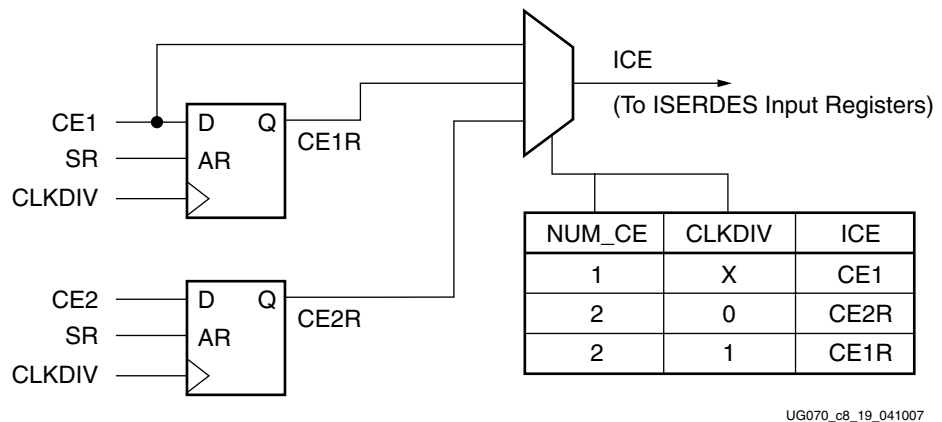 ICE
(To ISERDES Input Registers)
CE1
D
Q
CE1R
SR
AR
CLKDIV
CE2
D
Q
CE2R
SR
AR
CLKDIV
NUM_CE CLKDIV ICE
1 X CE1
2 0 CE2R
2 1 CE1R
UG070_c8_19_041007